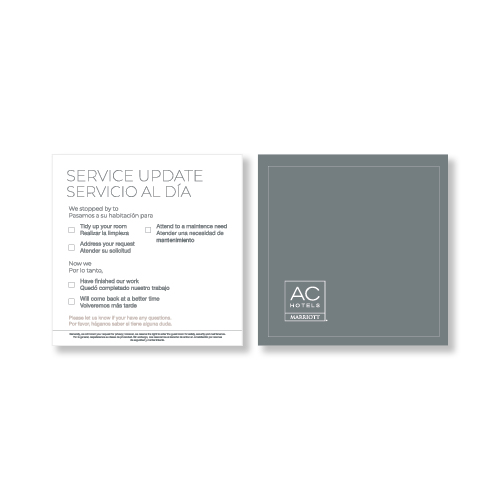 SERVICE UPDATE
SERVICIO AL DÍA
We stopped by to
Pasamos a su habitación para
Tidy up your room
Realizar la limpieza
Attend to a maintence need
Atender una necesidad de
mantenimiento
Address your request
Atender su solicitud
Now we
Por lo tanto,
Have finished our work
Quedó completado nuestro trabajo
Will come back at a better time
Volveremos más tarde
Please let us know if your have any questions.
Por favor, háganos saber si tiene alguna duda.
AC
HOTELS
MARRIOTT